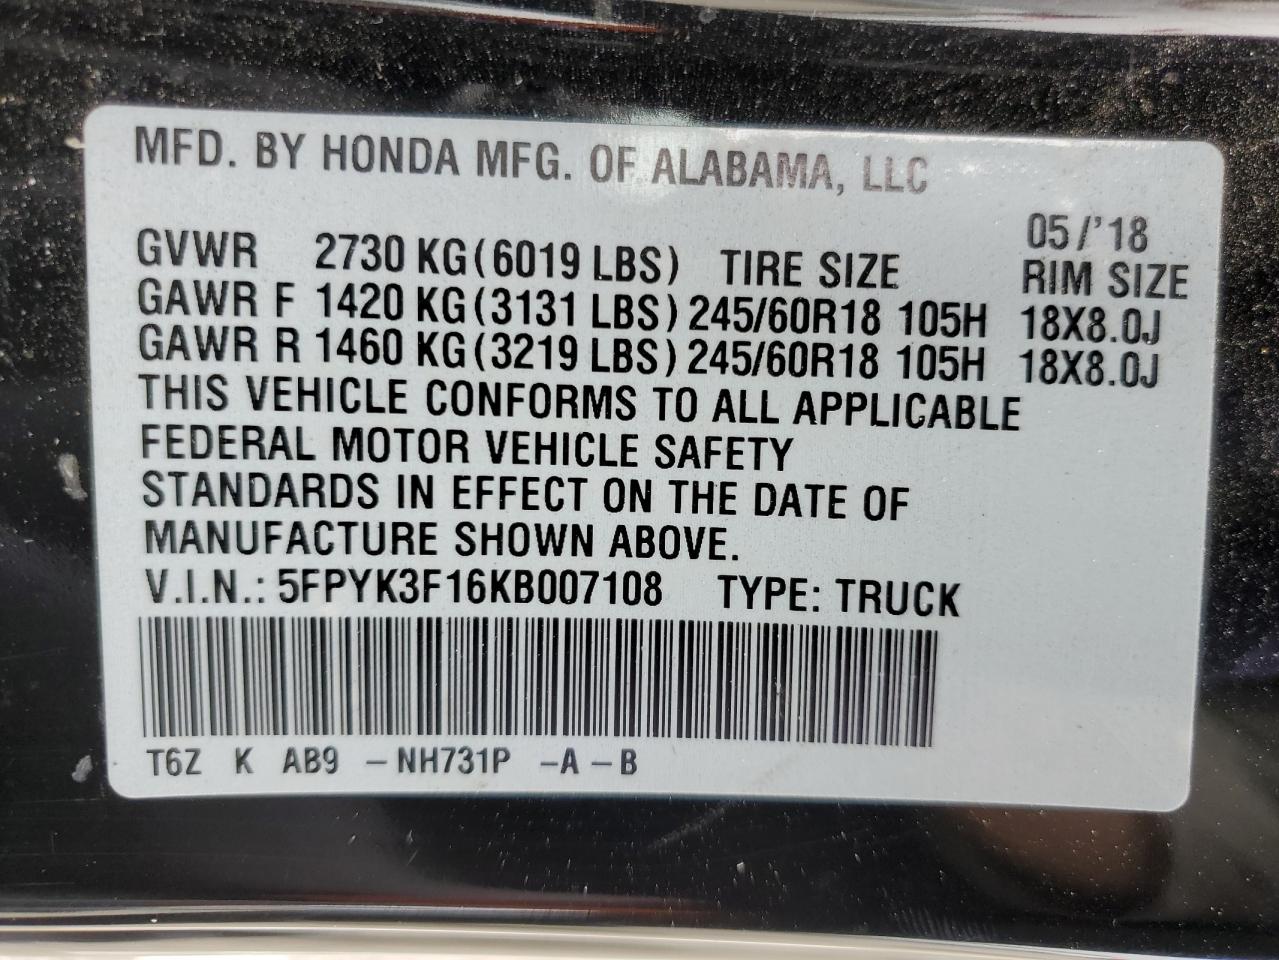 MFD. BY HONDA MFG. OF ALABAMA, LLC
05/'18
GVWR 2730 KG (6019 LBS) TIRE SIZE RIM SIZE
GAWR F 1420 KG (3131 LBS) 245/60R18 105H 18X8.0J
GAWR R 1460 KG (3219 LBS) 245/60R18 105H 18X8.0J
THIS VEHICLE CONFORMS TO ALL APPLICABLE
FEDERAL MOTOR VEHICLE SAFETY
STANDARDS IN EFFECT ON THE DATE OF
MANUFACTURE SHOWN ABOVE.
V.I.N.: 5FPYK3F16KB007108 TYPE: TRUCK
T6Z K AB9 -NH731P -A-B